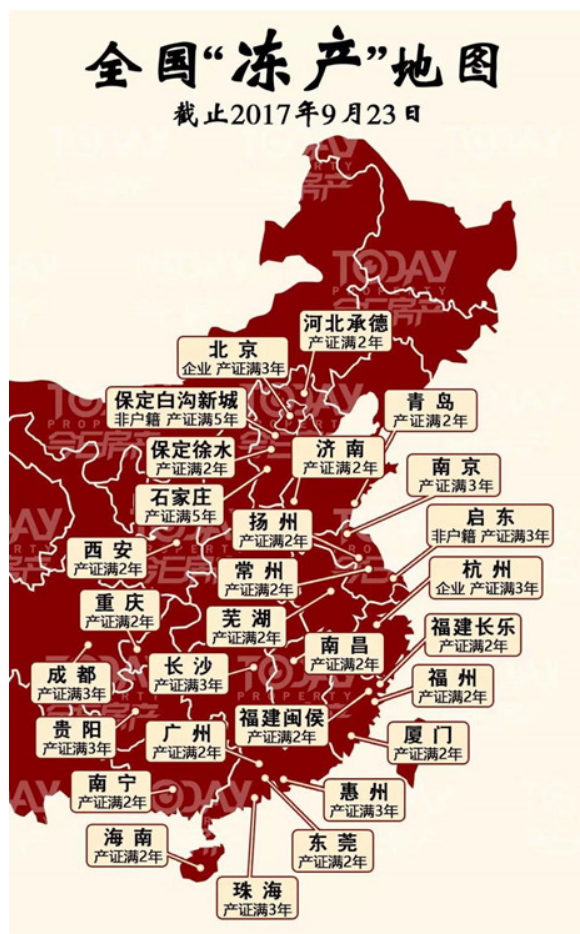 全国“冻产”地图
截止2017年9月23日
TODAY
PROPERTY
今汇房产
河北承德
产证满2年
北京
企业 产证满3年
保定白沟新城
非户籍 产证满5年
青岛
产证满2年
保定徐水
产证满2年
济南
产证满2年
南京
产证满3年
石家庄
产证满5年
扬州
产证满2年
启东
非户籍 产证满3年
西安
产证满2年
常州
产证满2年
杭州
企业 产证满3年
重庆
产证满2年
芜湖
产证满2年
南昌
产证满2年
福建长乐
产证满2年
成都
产证满3年
长沙
产证满3年
福州
产证满2年
贵阳
产证满3年
广州
产证满2年
福建闽侯
产证满2年
厦门
产证满2年
南宁
产证满2年
惠州
产证满3年
海南
产证满2年
东莞
产证满2年
珠海
产证满3年